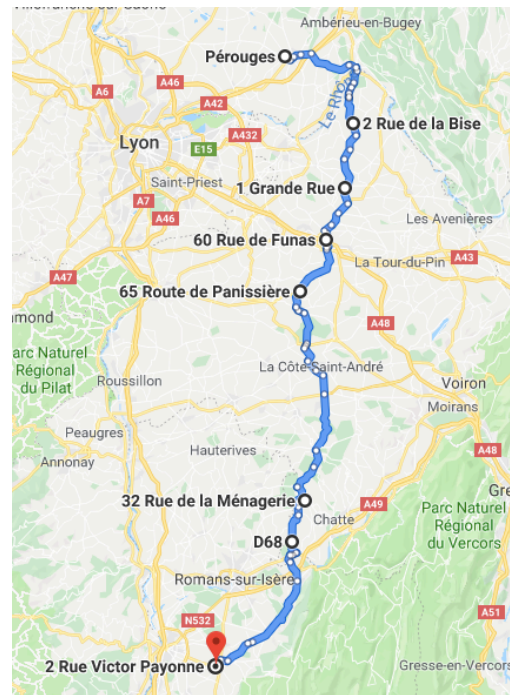 Ambérieu-en-Bugey
Pérouges
A46
A6
A42
Le Rhône
2 Rue de la Bise
Lyon
A432
E15
Saint-Priest
1 Grande Rue
A7
A46
Les Avenières
60 Rue de Funas
La Tour-du-Pin
A43
A47
65 Route de Panissière
A48
Parc Naturel
Régional
du Pilat
La Côte-Saint-André
Roussillon
Voiron
Moirans
Peaugres
Hauterives
Annonay
A48
32 Rue de la Ménagerie
A49
Chatte
Parc Naturel
Régional
du Vercors
D68
Romans-sur-Isère
A51
N532
2 Rue Victor Payonne
Gresse-en-Vercors